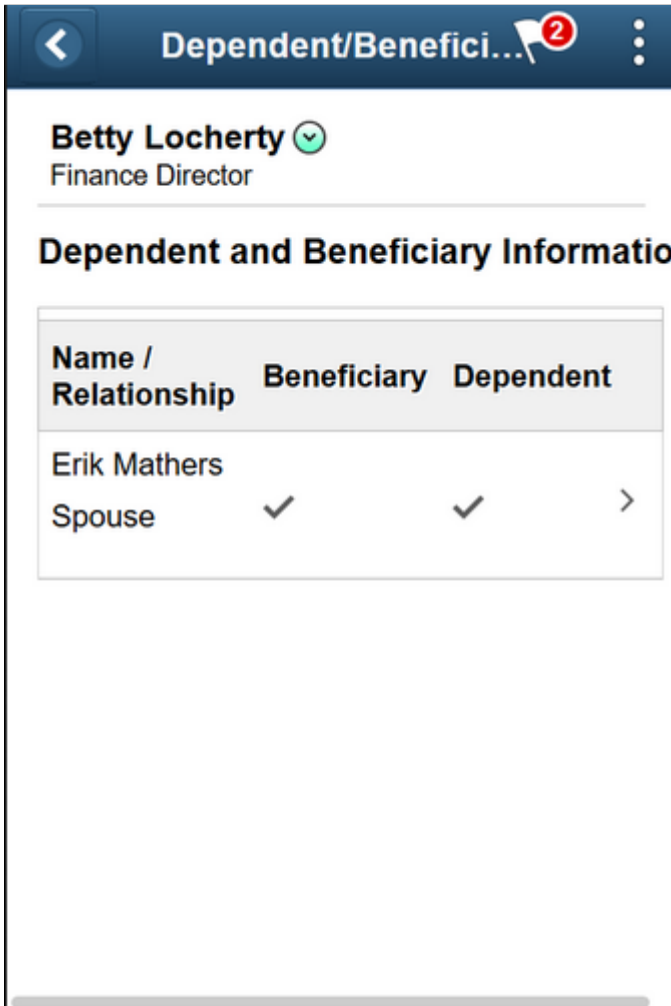 Dependent/Benefici... 2
Betty Locherty
Finance Director
Dependent and Beneficiary Informatio
Name /
Relationship Beneficiary Dependent
Erik Mathers
Spouse